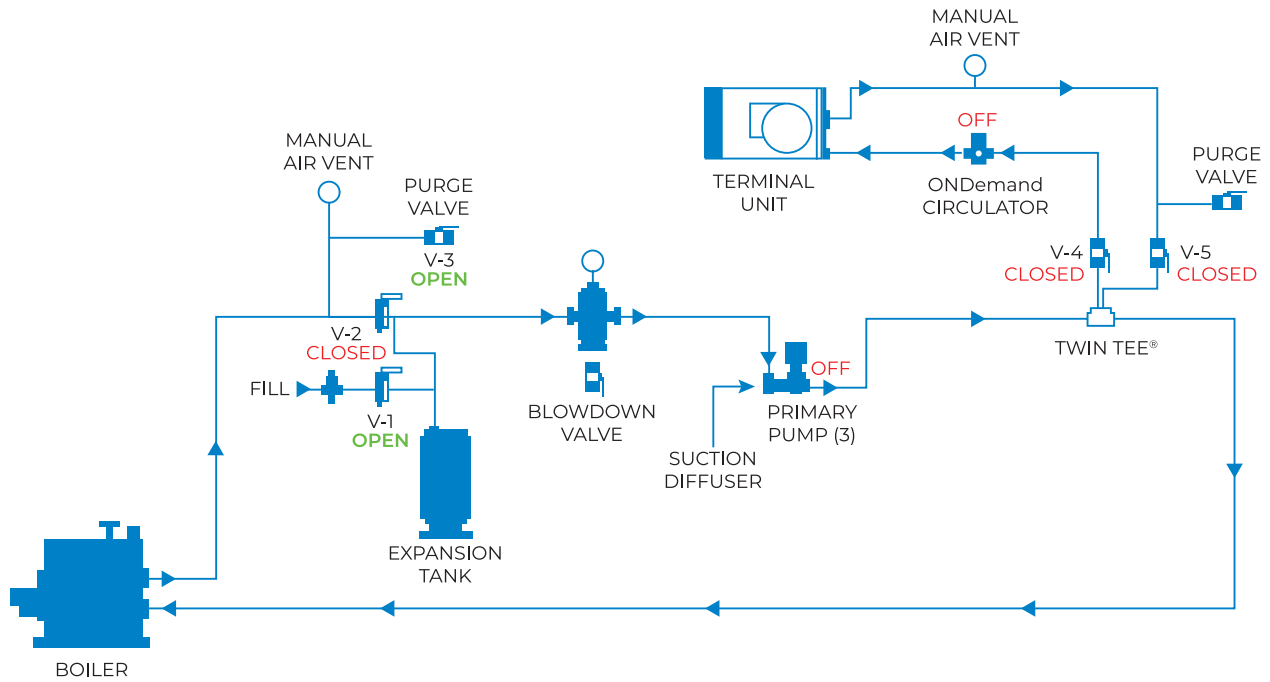 MANUAL
AIR VENT
MANUAL
AIR VENT
PURGE
VALVE
V-3
OPEN
OFF
TERMINAL
UNIT
ONDemand
CIRCULATOR
PURGE
VALVE
V-4
CLOSED
V-5
CLOSED
V-2
CLOSED
FILL
V-1
OPEN
BLOWDOWN
VALVE
OFF
PRIMARY
PUMP (3)
TWIN TEE®
SUCTION
DIFFUSER
EXPANSION
TANK
BOILER